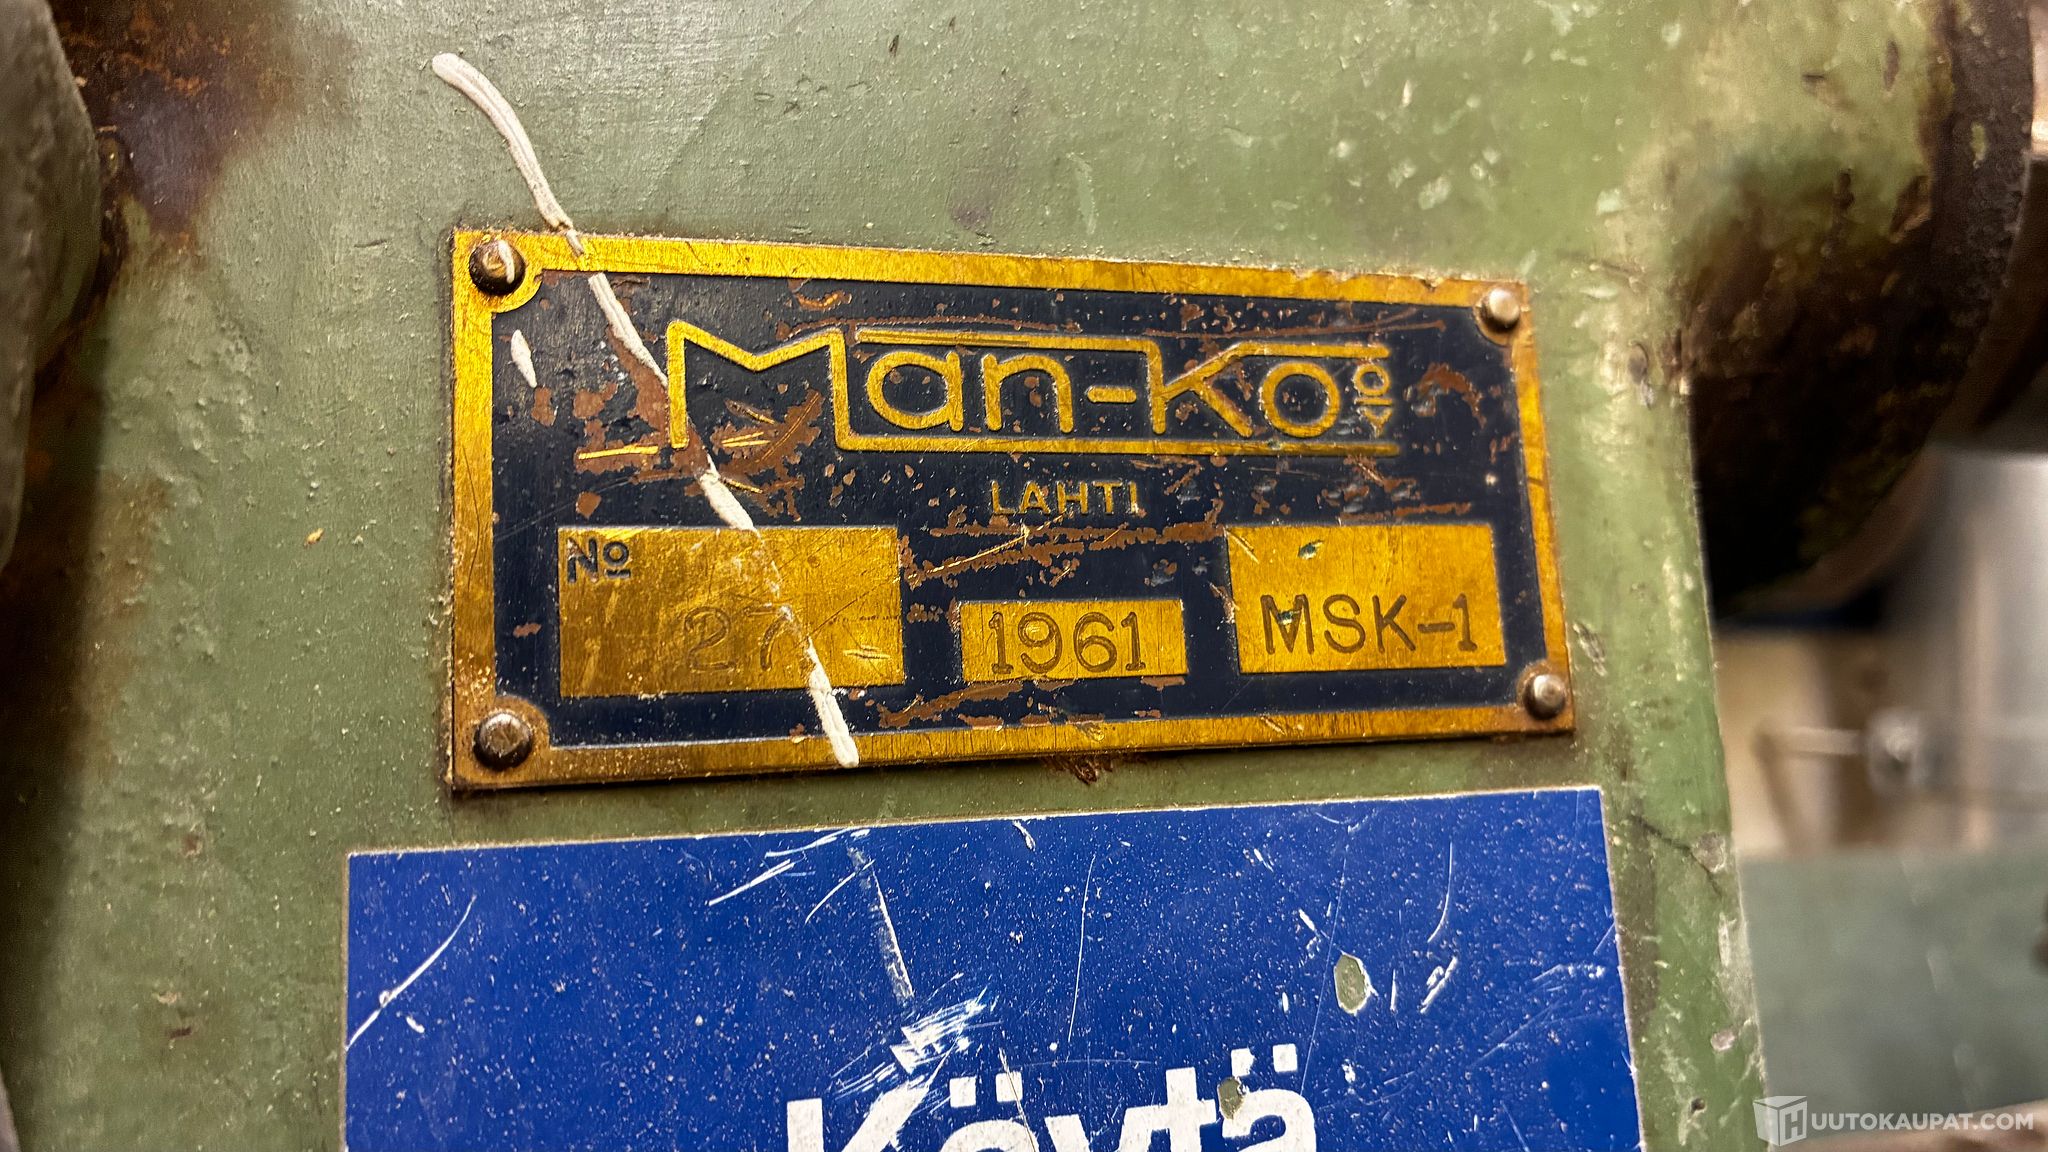 Man-Ko OY
LAHTI
No 27 1961 MSK-1
Käytä
HUUTOKAUPAT.COM